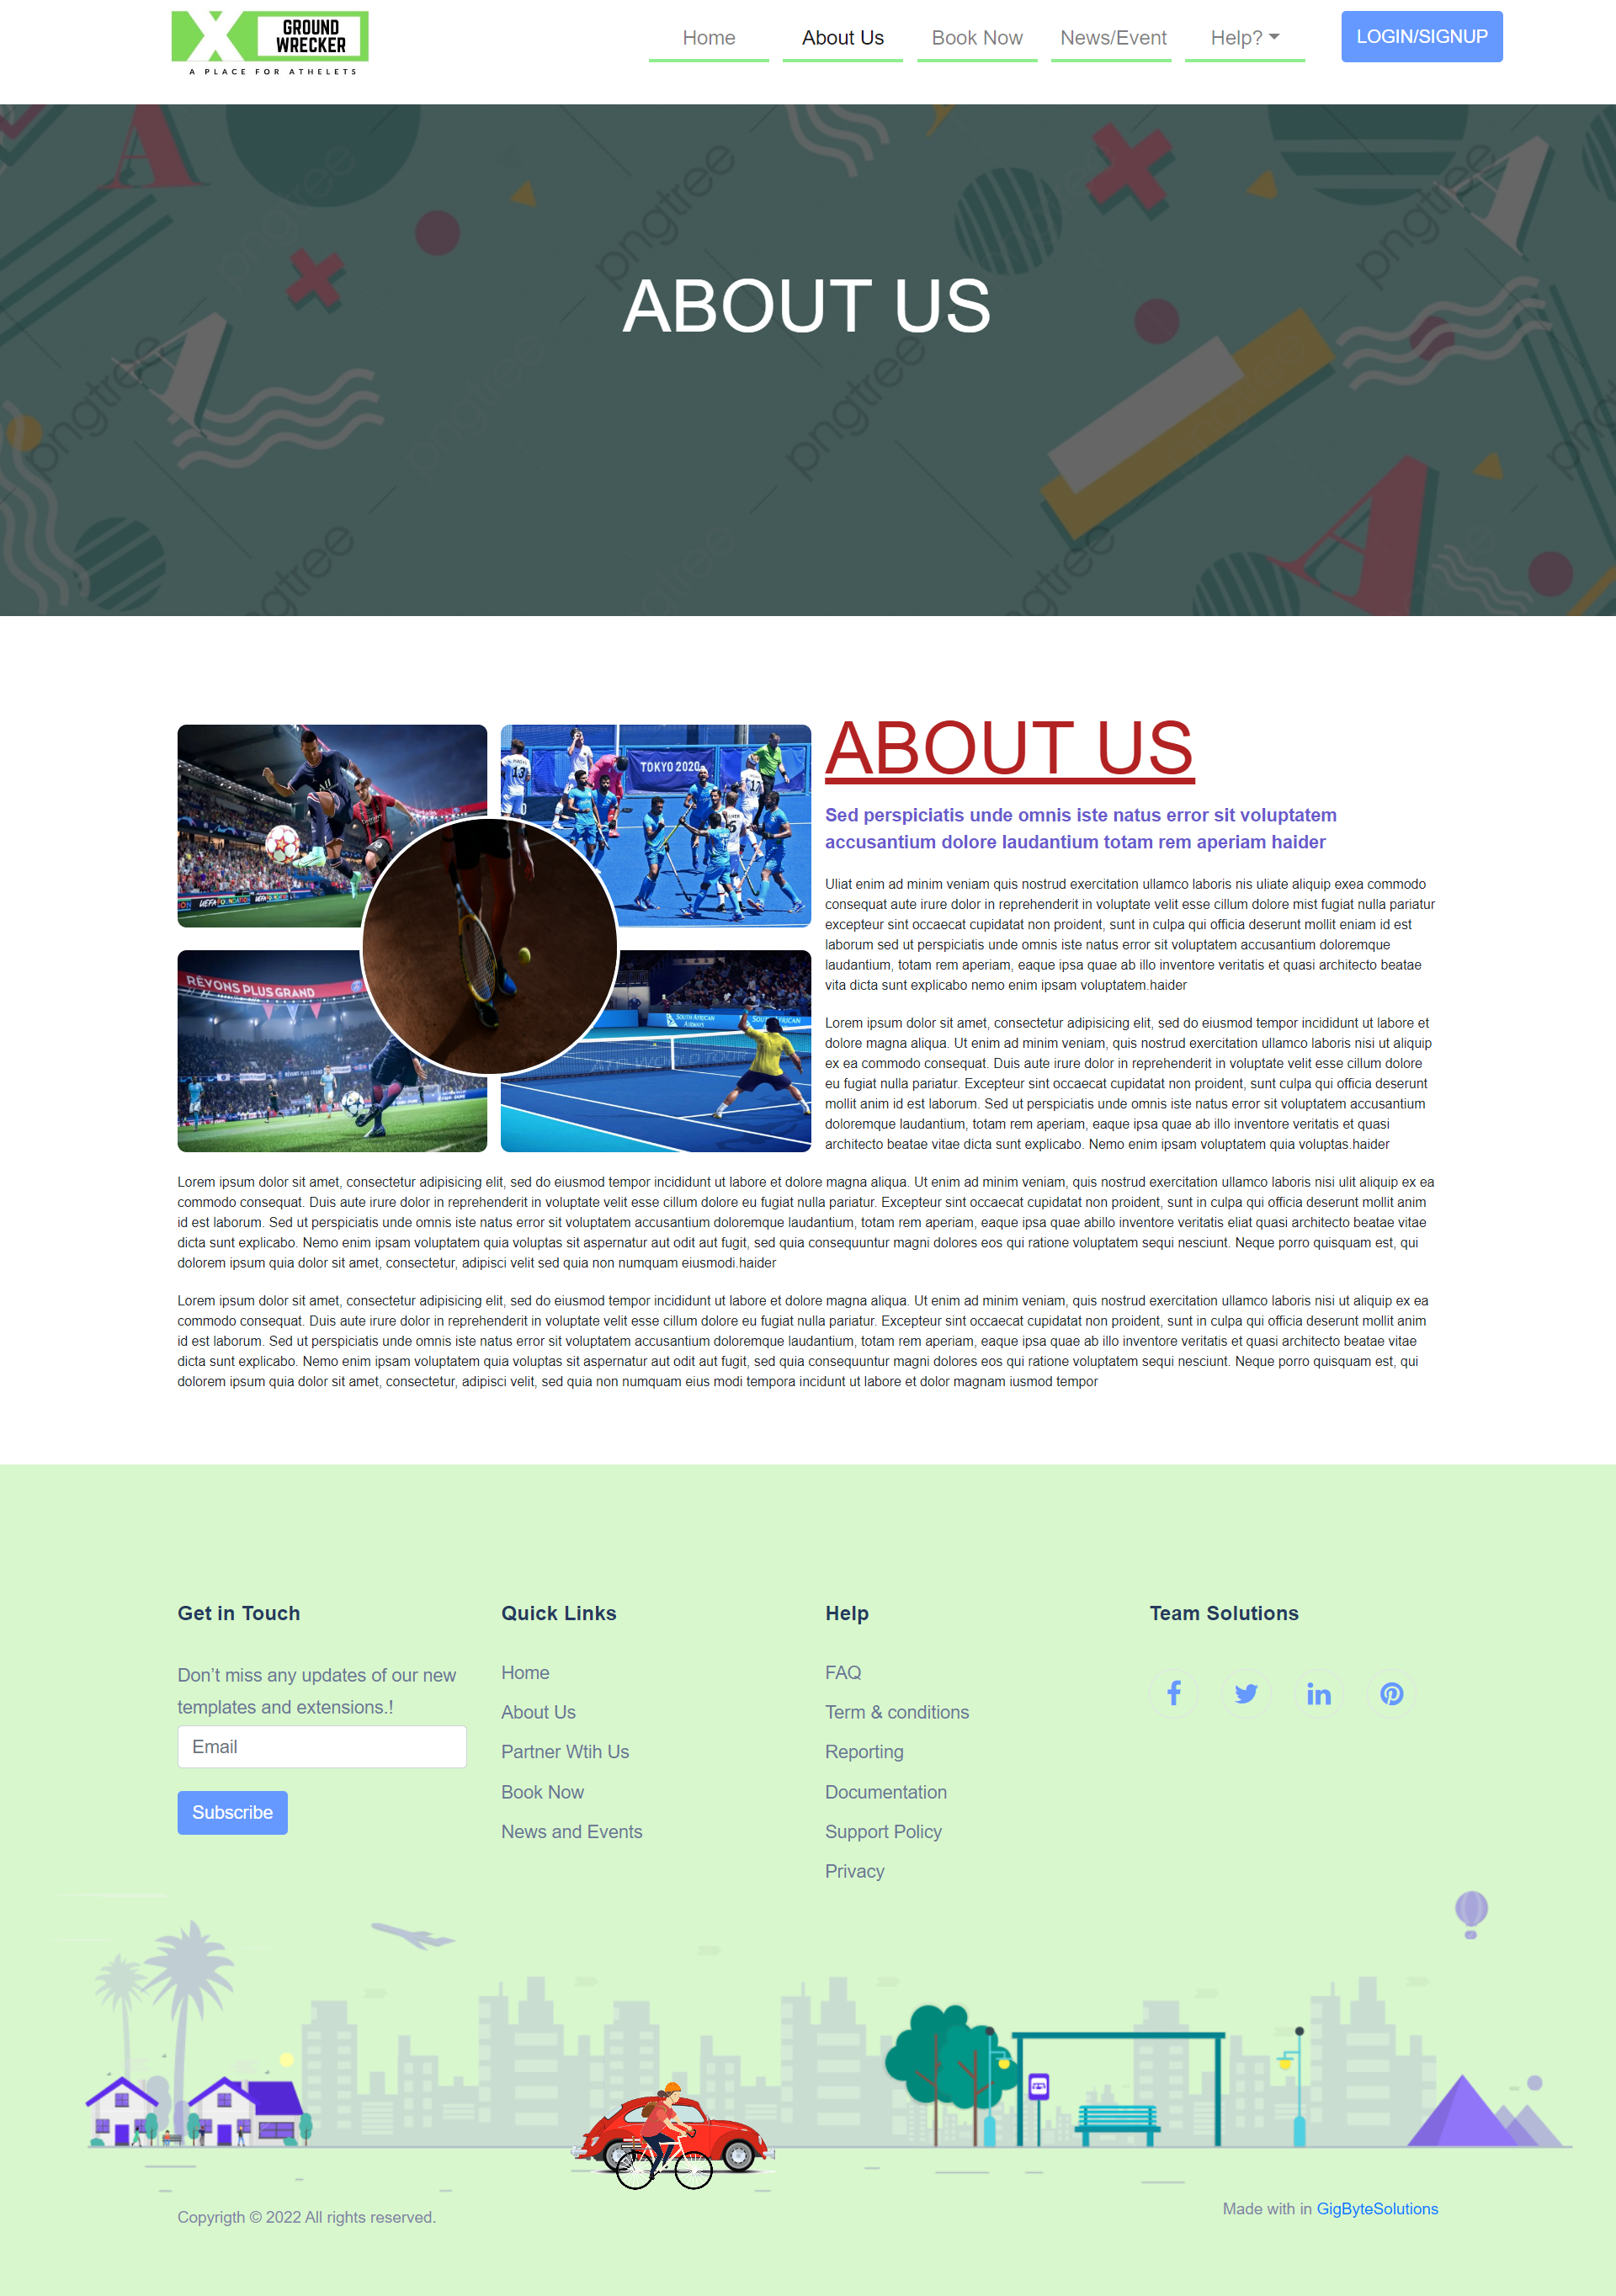 GROUND
WRECKER
A PLACE FOR ATHELETS
Home
About Us
Book Now
News/Event
Help?
LOGIN/SIGNUP
pngtree
pngtree
pngtree
pngtree
pngtree
pngtree
ABOUT US
TOKYO 2020
13
RÊVONS PLUS GRAND
SOUTH AFRICAN
AIRWAYS
ATP WORLD TOUR
ABOUT US
Sed perspiciatis unde omnis iste natus error sit voluptatem
accusantium dolore laudantium totam rem aperiam haider
Uliat enim ad minim veniam quis nostrud exercitation ullamco laboris nis uliate aliquip exea commodo
consequat aute irure dolor in reprehenderit in voluptate velit esse cillum dolore mist fugiat nulla pariatur
excepteur sint occaecat cupidatat non proident, sunt in culpa qui officia deserunt mollit eniam id est
laborum sed ut perspiciatis unde omnis iste natus error sit voluptatem accusantium doloremque
laudantium, totam rem aperiam, eaque ipsa quae ab illo inventore veritatis et quasi architecto beatae
vita dicta sunt explicabo nemo enim ipsam voluptatem.haider
Lorem ipsum dolor sit amet, consectetur adipisicing elit, sed do eiusmod tempor incididunt ut labore et
dolore magna aliqua. Ut enim ad minim veniam, quis nostrud exercitation ullamco laboris nisi ut aliquip
ex ea commodo consequat. Duis aute irure dolor in reprehenderit in voluptate velit esse cillum dolore
eu fugiat nulla pariatur. Excepteur sint occaecat cupidatat non proident, sunt culpa qui officia deserunt
mollit anim id est laborum. Sed ut perspiciatis unde omnis iste natus error sit voluptatem accusantium
doloremque laudantium, totam rem aperiam, eaque ipsa quae ab illo inventore veritatis et quasi
architecto beatae vitae dicta sunt explicabo. Nemo enim ipsam voluptatem quia voluptas.haider
Lorem ipsum dolor sit amet, consectetur adipisicing elit, sed do eiusmod tempor incididunt ut labore et dolore magna aliqua. Ut enim ad minim veniam, quis nostrud exercitation ullamco laboris nisi ulit aliquip ex ea
commodo consequat. Duis aute irure dolor in reprehenderit in voluptate velit esse cillum dolore eu fugiat nulla pariatur. Excepteur sint occaecat cupidatat non proident, sunt in culpa qui officia deserunt mollit anim
id est laborum. Sed ut perspiciatis unde omnis iste natus error sit voluptatem accusantium doloremque laudantium, totam rem aperiam, eaque ipsa quae abillo inventore veritatis eliat quasi architecto beatae vitae
dicta sunt explicabo. Nemo enim ipsam voluptatem quia voluptas sit aspernatur aut odit aut fugit, sed quia consequuntur magni dolores eos qui ratione voluptatem sequi nesciunt. Neque porro quisquam est, qui
dolorem ipsum quia dolor sit amet, consectetur, adipisci velit sed quia non numquam eiusmodi.haider
Lorem ipsum dolor sit amet, consectetur adipisicing elit, sed do eiusmod tempor incididunt ut labore et dolore magna aliqua. Ut enim ad minim veniam, quis nostrud exercitation ullamco laboris nisi ut aliquip ex ea
commodo consequat. Duis aute irure dolor in reprehenderit in voluptate velit esse cillum dolore eu fugiat nulla pariatur. Excepteur sint occaecat cupidatat non proident, sunt in culpa qui officia deserunt mollit anim
id est laborum. Sed ut perspiciatis unde omnis iste natus error sit voluptatem accusantium doloremque laudantium, totam rem aperiam, eaque ipsa quae ab illo inventore veritatis et quasi architecto beatae vitae
dicta sunt explicabo. Nemo enim ipsam voluptatem quia voluptas sit aspernatur aut odit aut fugit, sed quia consequuntur magni dolores eos qui ratione voluptatem sequi nesciunt. Neque porro quisquam est, qui
dolorem ipsum quia dolor sit amet, consectetur, adipisci velit, sed quia non numquam eius modi tempora incidunt ut labore et dolor magnam iusmod tempor
Get in Touch
Don’t miss any updates of our new
templates and extensions.!
Email
Subscribe
Quick Links
Home
About Us
Partner Wtih Us
Book Now
News and Events
Help
FAQ
Term & conditions
Reporting
Documentation
Support Policy
Privacy
Team Solutions
Copyrigth © 2022 All rights reserved.
Made with in GigByteSolutions